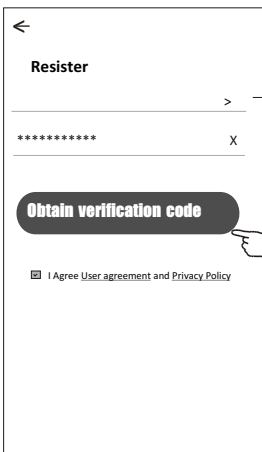 Resister
>
*********** X
Obtain verification code
I Agree User agreement and Privacy Policy